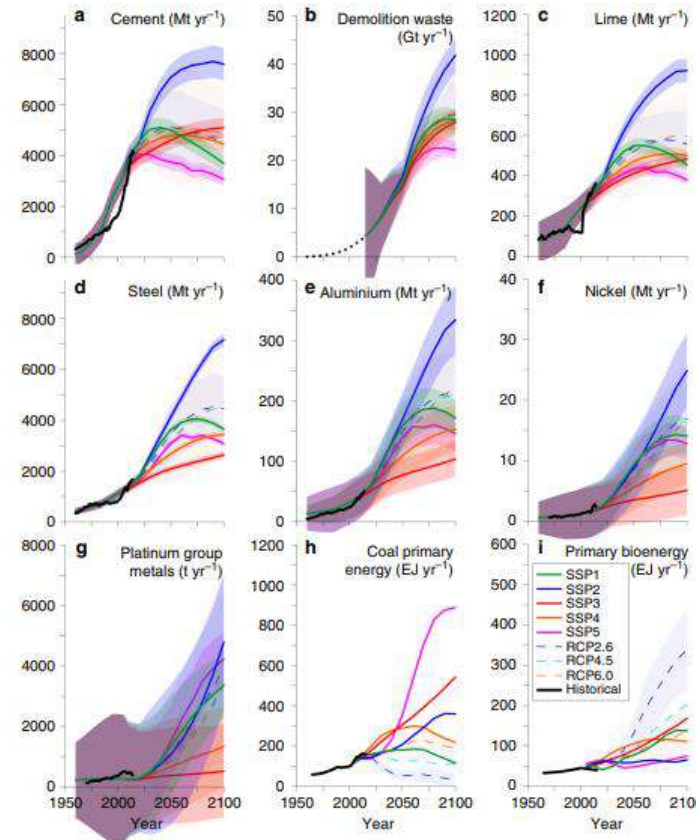 a Cement (Mt yr⁻¹)
8000
6000
4000
2000
0
b Demolition waste
(Gt yr⁻¹)
50
40
30
20
10
0
c Lime (Mt yr⁻¹)
1200
1000
800
600
400
200
0
d Steel (Mt yr⁻¹)
8000
6000
4000
2000
0
e Aluminium (Mt yr⁻¹)
400
300
200
100
0
f Nickel (Mt yr⁻¹)
40
30
20
10
0
g Platinum group
metals (t yr⁻¹)
8000
6000
4000
2000
0
1950 2000 2050 2100
Year
h Coal primary
energy (EJ yr⁻¹)
1200
1000
800
600
400
200
0
1950 2000 2050 2100
Year
i Primary bioenergy
(EJ yr⁻¹)
600
500
400
300
200
100
0
SSP1
SSP2
SSP3
SSP4
SSP5
RCP2.6
RCP4.5
RCP6.0
Historical
1950 2000 2050 2100
Year